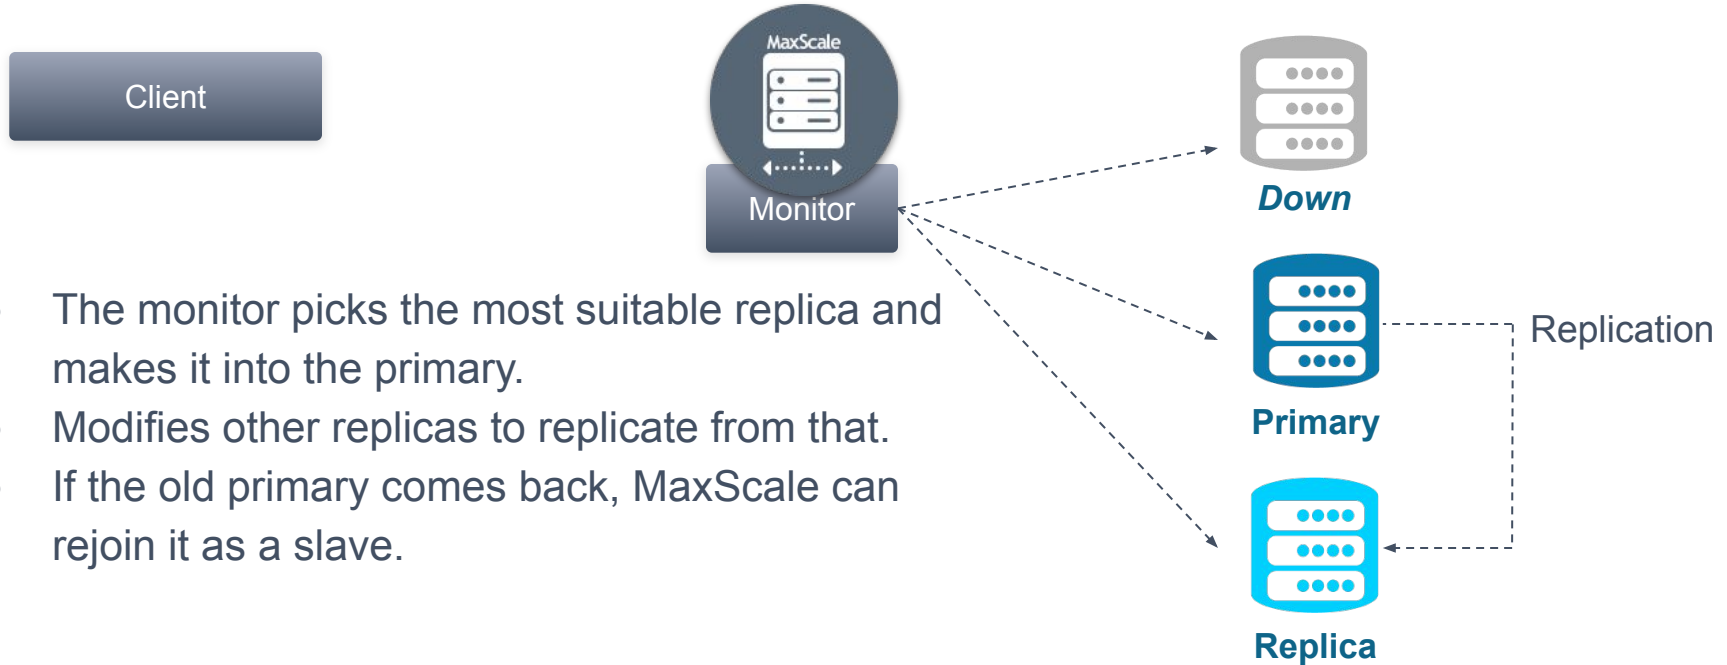 MaxScale
Client
Monitor
Down
The monitor picks the most suitable replica and
makes it into the primary.
Modifies other replicas to replicate from that.
If the old primary comes back, MaxScale can
rejoin it as a slave.
Replication
Primary
Replica